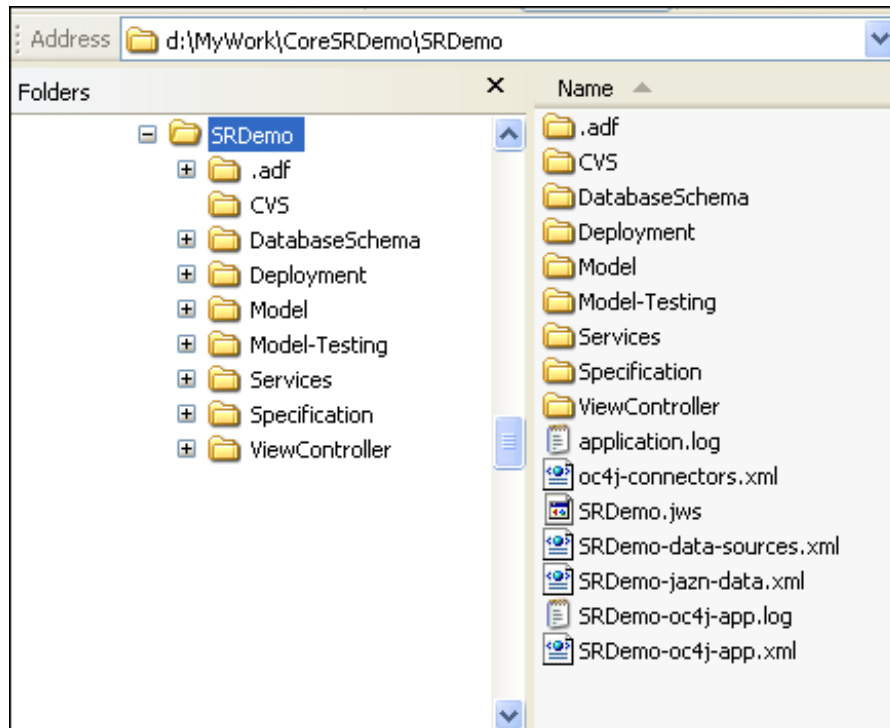 Address d:\MyWork\CoreSRDemo\SRDemo
Folders
SRDemo
.adf
CVS
DatabaseSchema
Deployment
Model
Model-Testing
Services
Specification
ViewController
Name
.adf
CVS
DatabaseSchema
Deployment
Model
Model-Testing
Services
Specification
ViewController
application.log
oc4j-connectors.xml
SRDemo.jws
SRDemo-data-sources.xml
SRDemo-jazn-data.xml
SRDemo-oc4j-app.log
SRDemo-oc4j-app.xml